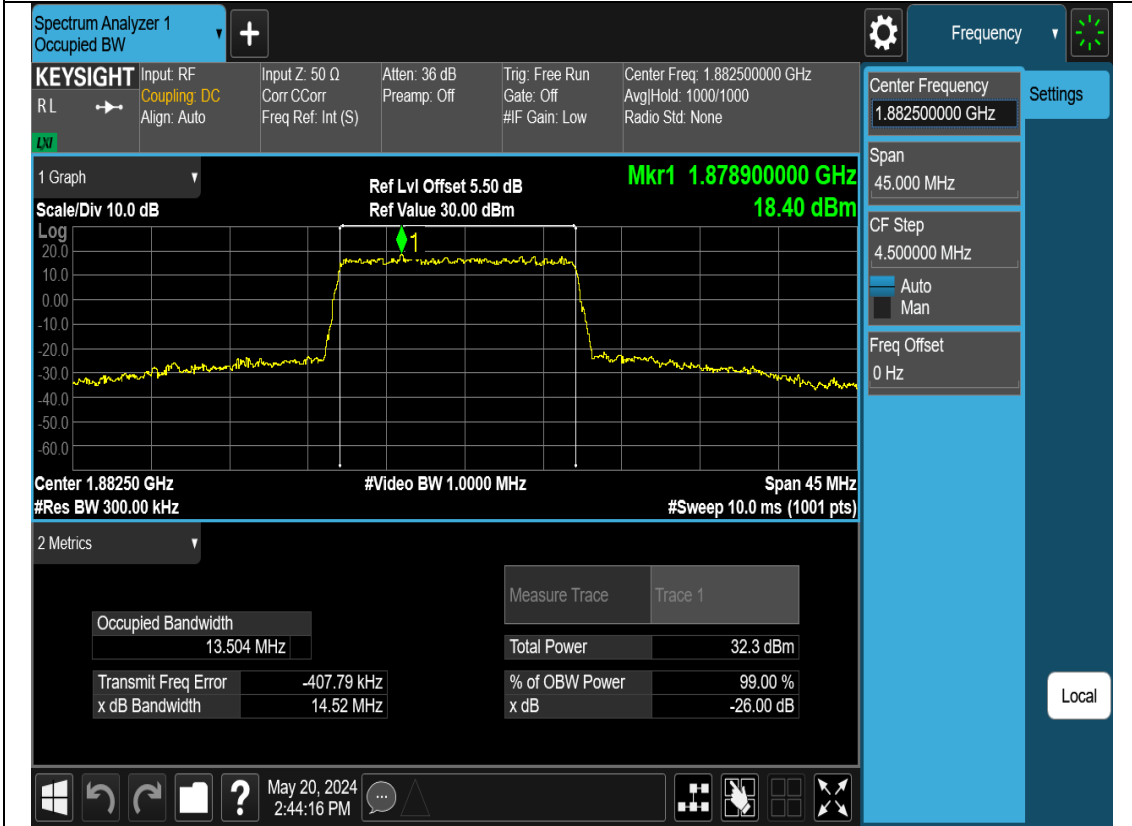 Spectrum Analyzer 1
Occupied BW
+
Frequency
KEYSIGHT
R L
LXI
Input: RF
Coupling: DC
Align: Auto
Input Z: 50 Ω
Corr CCorr
Freq Ref: Int (S)
Atten: 36 dB
Preamp: Off
Trig: Free Run
Gate: Off
#IF Gain: Low
Center Freq: 1.882500000 GHz
Avg|Hold: 1000/1000
Radio Std: None
Center Frequency
1.882500000 GHz
Settings
Span
45.000 MHz
CF Step
4.500000 MHz
Auto
Man
Freq Offset
0 Hz
Local
1 Graph
Scale/Div 10.0 dB
Ref Lvl Offset 5.50 dB
Ref Value 30.00 dBm
Mkr1 1.878900000 GHz
18.40 dBm
Log
1
20.0
10.0
0.00
-10.0
-20.0
-30.0
-40.0
-50.0
-60.0
Center 1.88250 GHz
#Video BW 1.0000 MHz
Span 45 MHz
#Res BW 300.00 kHz
#Sweep 10.0 ms (1001 pts)
2 Metrics
Measure Trace Trace 1
Occupied Bandwidth
13.504 MHz
Total Power 32.3 dBm
Transmit Freq Error -407.79 kHz
% of OBW Power 99.00 %
x dB Bandwidth 14.52 MHz
x dB -26.00 dB
?
May 20, 2024
2:44:16 PM